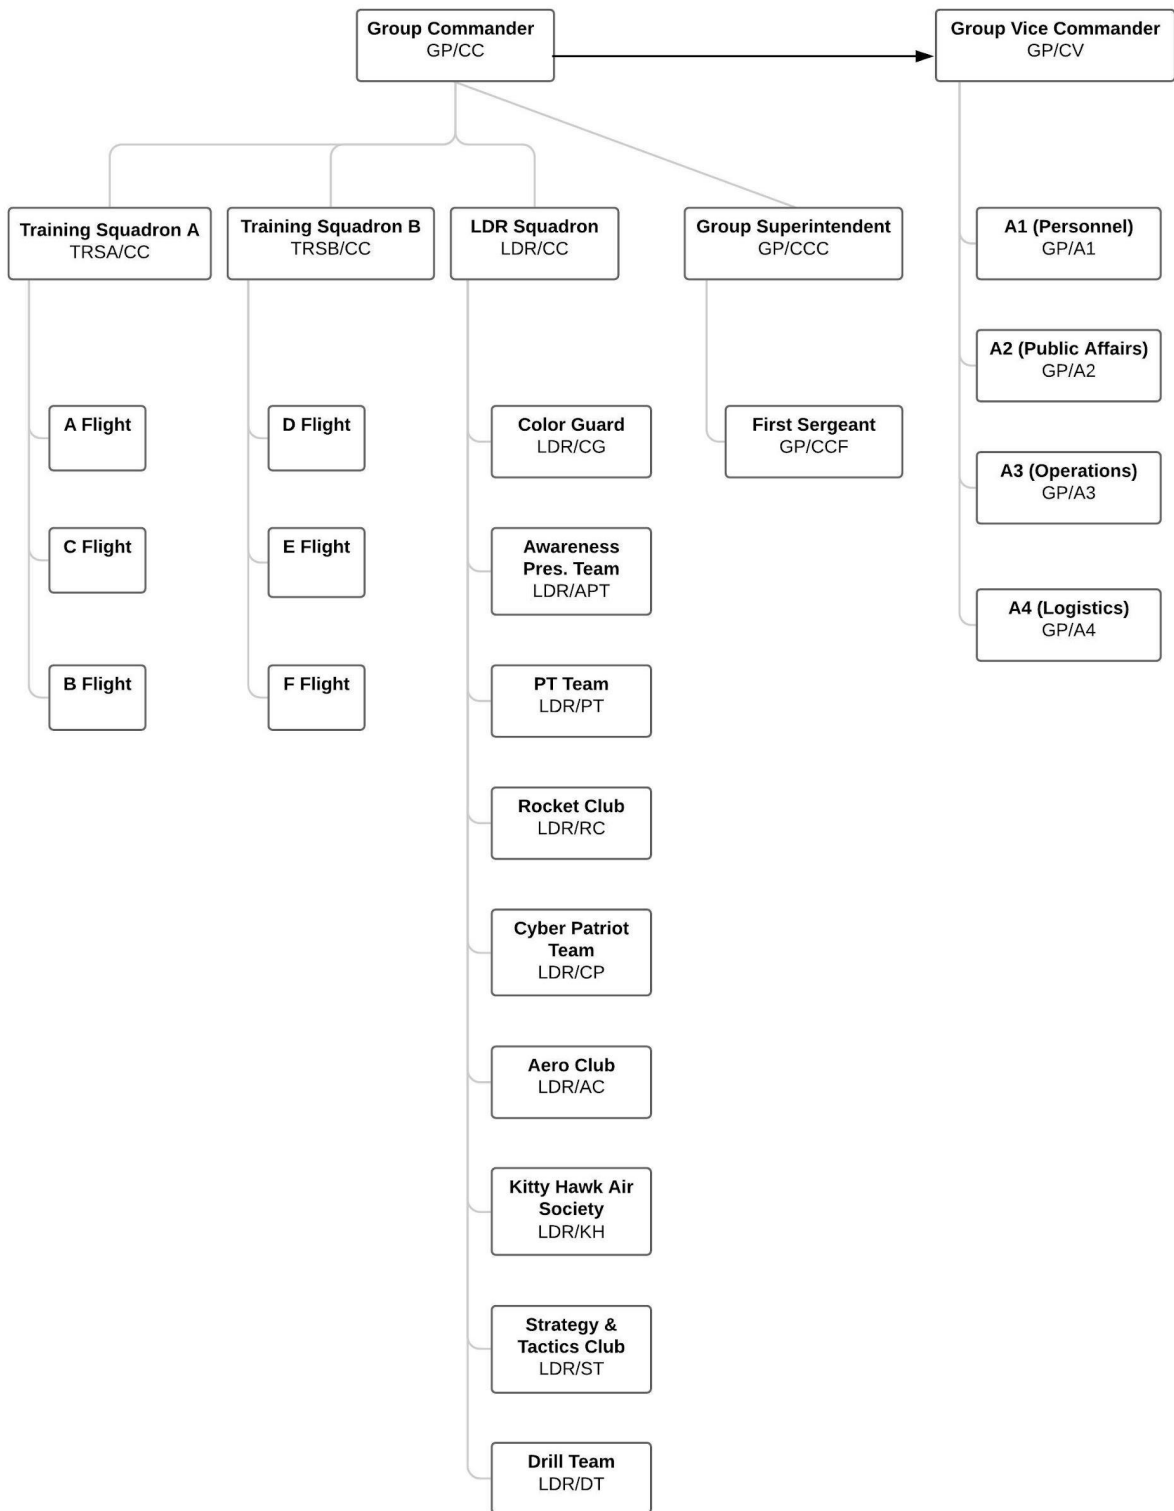 Group Commander
GP/CC
Group Vice Commander
GP/CV
Training Squadron A
TRSA/CC
Training Squadron B
TRSB/CC
LDR Squadron
LDR/CC
Group Superintendent
GP/CCC
A1 (Personnel)
GP/A1
A2 (Public Affairs)
GP/A2
A3 (Operations)
GP/A3
A4 (Logistics)
GP/A4
A Flight
C Flight
B Flight
D Flight
E Flight
F Flight
Color Guard
LDR/CG
Awareness
Pres. Team
LDR/APT
PT Team
LDR/PT
Rocket Club
LDR/RC
Cyber Patriot
Team
LDR/CP
Aero Club
LDR/AC
Kitty Hawk Air
Society
LDR/KH
Strategy &
Tactics Club
LDR/ST
Drill Team
LDR/DT
First Sergeant
GP/CCF